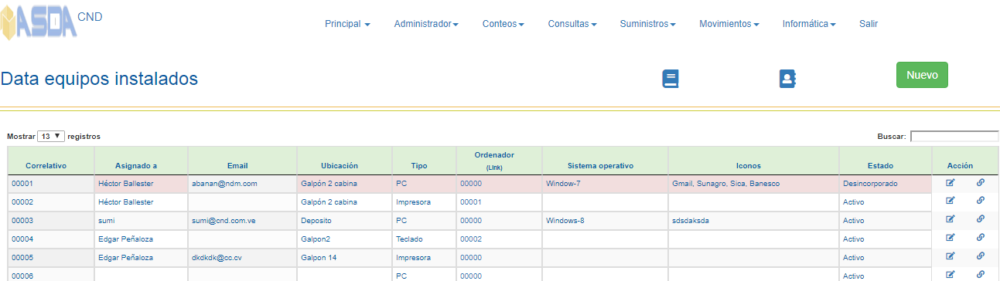 ASDA CND
Principal Administrador Conteos Consultas Suministros Movimientos Informática Salir
Data equipos instalados
Nuevo
Mostrar 13 registros
Buscar:
Correlativo Asignado a Email Ubicación Tipo Ordenador (Link) Sistema operativo Iconos Estado Acción
00001 Héctor Ballester abanan@ndm.com Galpón 2 cabina PC 00000 Window-7 Gmail, Sunagro, Sica, Banesco Desincorporado
00002 Héctor Ballester Galpón 2 cabina Impresora 00001 Activo
00003 sumi sumi@cnd.com.ve Deposito PC 00000 Windows-8 sdsdaksda Activo
00004 Edgar Peñaloza Galpon2 Teclado 00002 Activo
00005 Edgar Peñaloza dkdkdk@cc.cv Galpon 14 Impresora 00000 Activo
00006 PC 00000 Activo